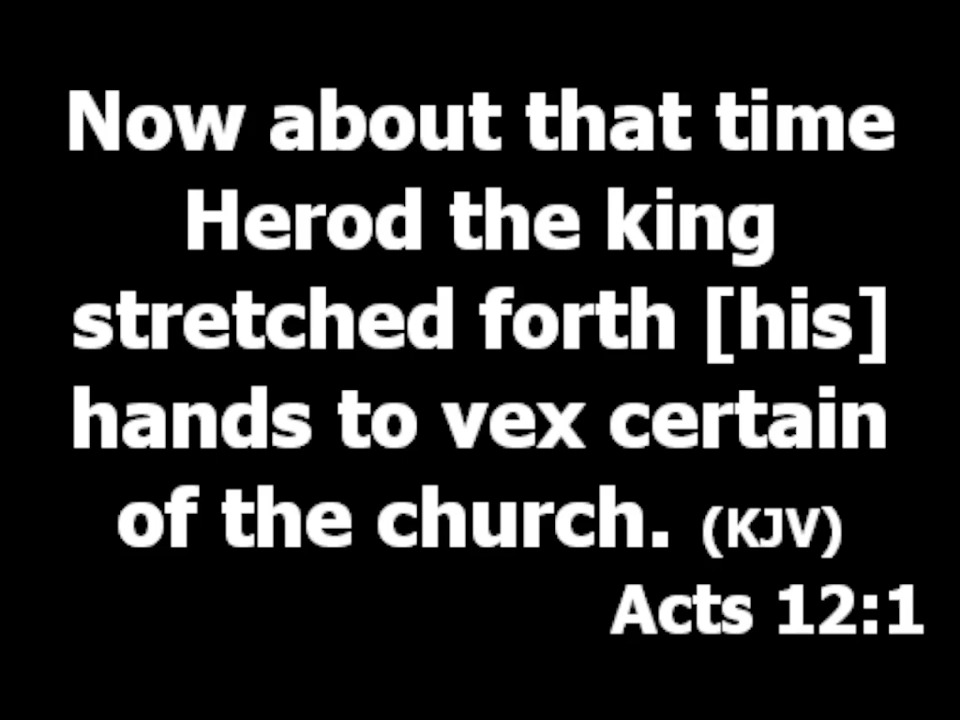 Now about that time
Herod the king
stretched forth [his]
hands to vex certain
of the church. (KJV)
Acts 12:1